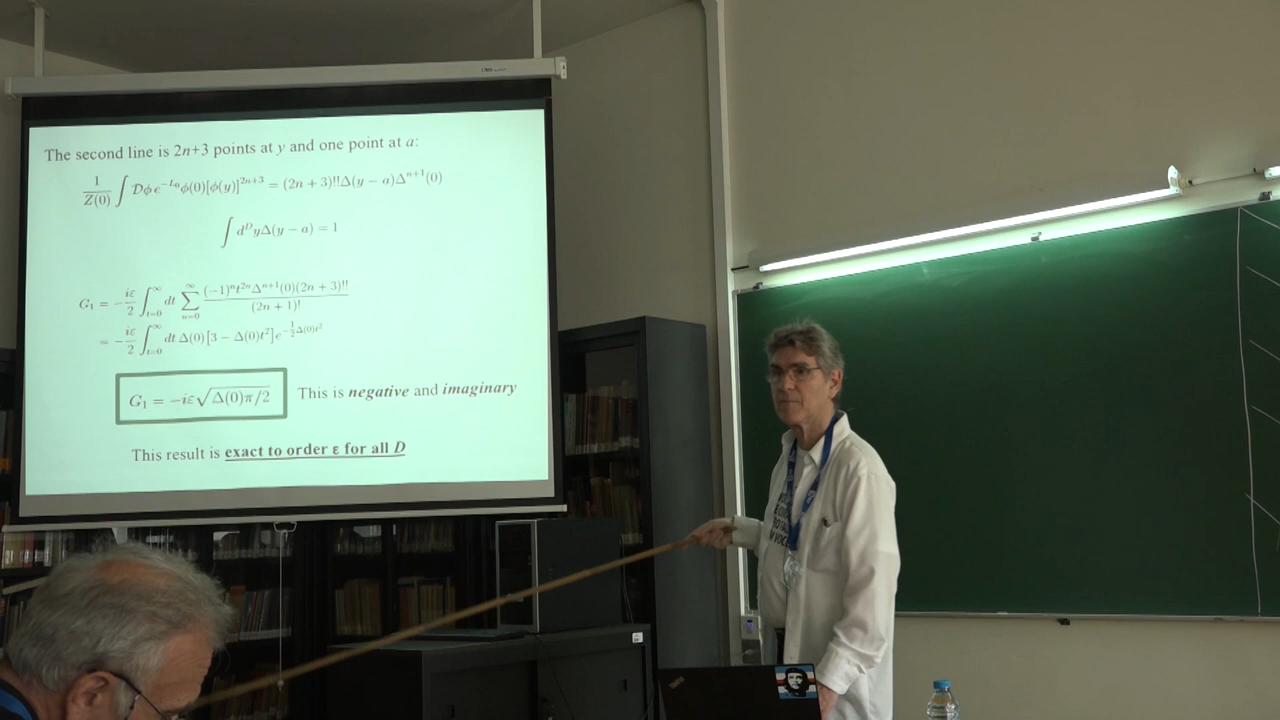 The second line is 2n+3 points at y and one point at a:
1/Z(0) ∫ Dϕ e^{-L_0} ϕ(0)[ϕ(y)]^{2n+3} = (2n + 3)!!Δ(y − a)Δ^{n+1}(0)
∫ d^D yΔ(y − a) = 1
G_1 = −iε/2 ∫_{t=0}^{∞} dt ∑_{n=0}^{∞} (−1)^n t^{2n} Δ^{n+1}(0)(2n + 3)!!/(2n + 1)!
= −iε/2 ∫_{t=0}^{∞} dt Δ(0) [3 − Δ(0)t^2] e^{−½Δ(0)t^2}
G_1 = −iε√Δ(0)π/2 This is negative and imaginary
This result is exact to order ε for all D